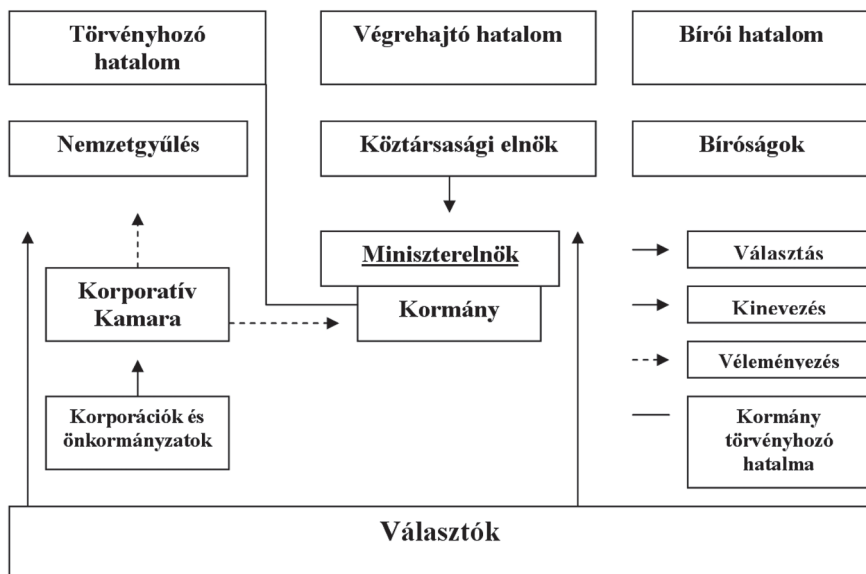 Törvényhozó
hatalom
Végrehajtó hatalom
Bírói hatalom
Nemzetgyűlés
Köztársasági elnök
Bíróságok
Miniszterelnök
Kormány
Korporatív
Kamara
Korporációk és
önkormányzatok
Választás
Kinevezés
Véleményezés
Kormány
törvényhozó
hatalma
Választók